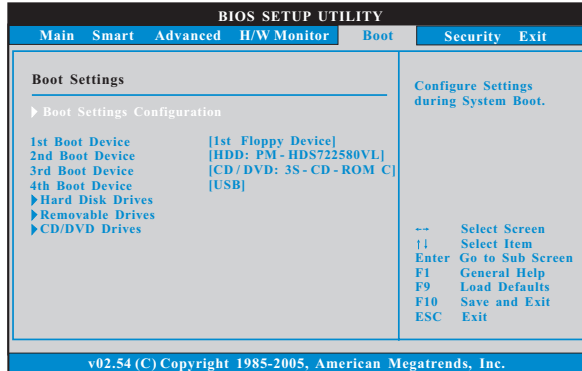 BIOS SETUP UTILITY
Main Smart Advanced H/W Monitor Boot Security Exit
Boot Settings
Boot Settings Configuration
1st Boot Device [1st Floppy Device]
2nd Boot Device [HDD: PM - HDS722580VL]
3rd Boot Device [CD / DVD: 3S - CD - ROM C]
4th Boot Device [USB]
Hard Disk Drives
Removable Drives
CD/DVD Drives
Configure Settings
during System Boot.
←→ Select Screen
↑↓ Select Item
Enter Go to Sub Screen
F1 General Help
F9 Load Defaults
F10 Save and Exit
ESC Exit
v02.54 (C) Copyright 1985-2005, American Megatrends, Inc.